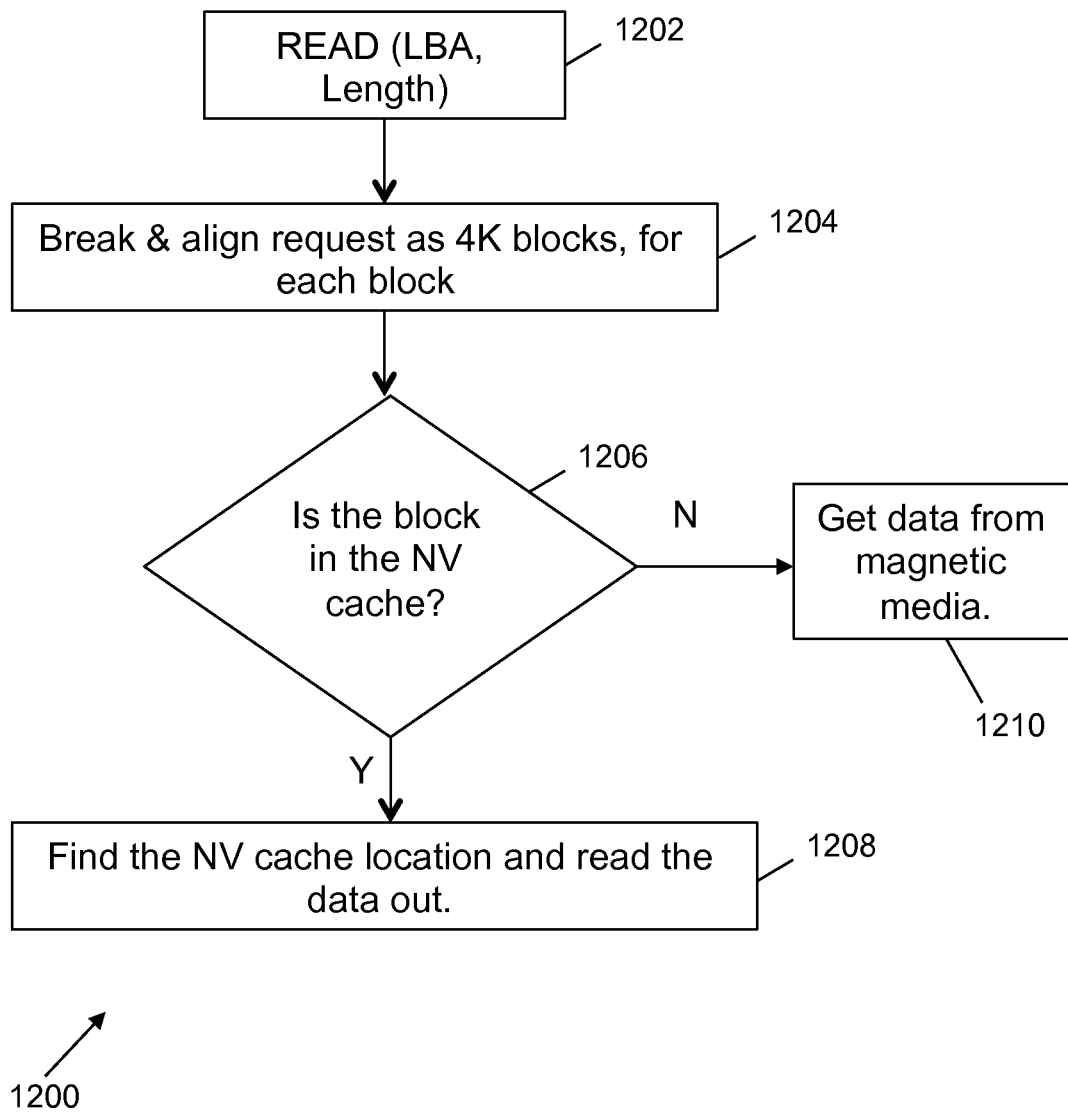 READ (LBA,
Length)
1202
Break & align request as 4K blocks, for
each block
1204
1206
Is the block
in the NV
cache?
N
Get data from
magnetic
media.
1210
Y
Find the NV cache location and read the
data out.
1208
1200